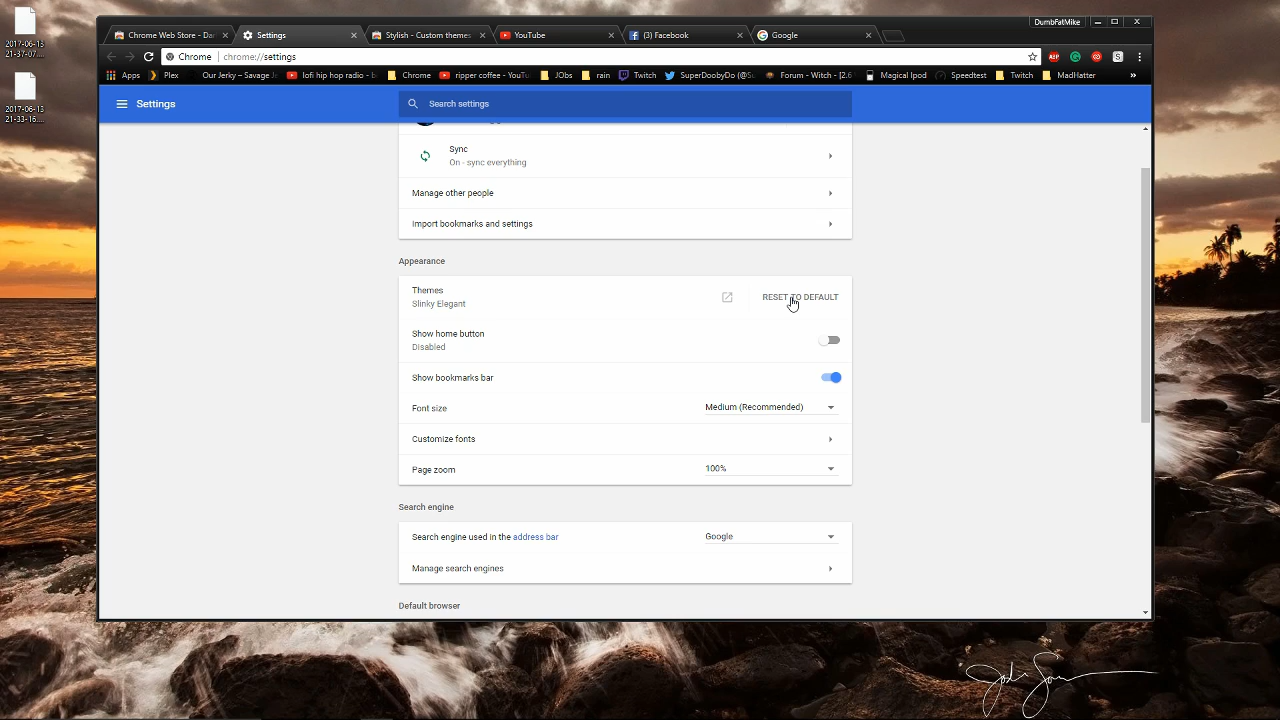 2017-06-13
21-37-07....
2017-06-13
21-33-16....
DumbFatMike
Chrome Web Store - Dar
Settings
Stylish - Custom themes
YouTube
(3) Facebook
Google
Chrome
chrome://settings
Apps
Plex
Our Jerky – Savage Je
lofi hip hop radio - b
Chrome
ripper coffee - YouTu
JObs
rain
Twitch
SuperDoobyDo (@Su
Forum - Witch - [2.6
Magical Ipod
Speedtest
Twitch
MadHatter
»
Settings
Search settings
Sync
On - sync everything
Manage other people
Import bookmarks and settings
Appearance
Themes
Slinky Elegant
RESET TO DEFAULT
Show home button
Disabled
Show bookmarks bar
Font size
Medium (Recommended)
Customize fonts
Page zoom
100%
Search engine
Search engine used in the address bar
Google
Manage search engines
Default browser